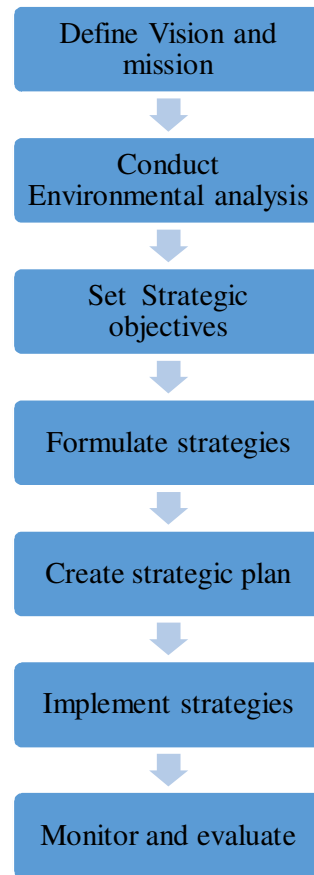 Define Vision and
mission
Conduct
Environmental analysis
Set Strategic
objectives
Formulate strategies
Create strategic plan
Implement strategies
Monitor and evaluate